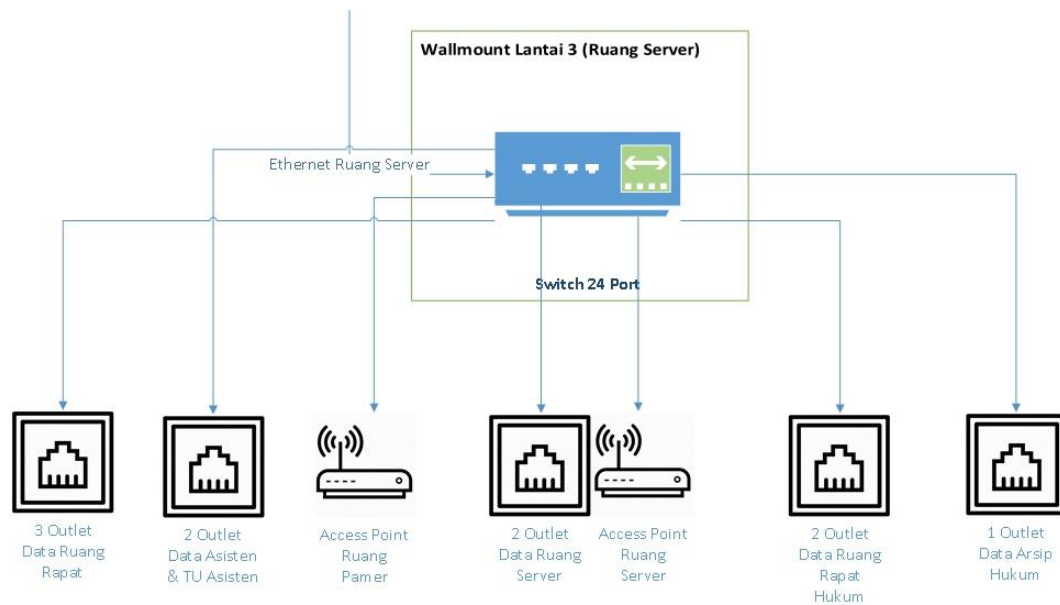 Wallmount Lantai 3 (Ruang Server)
Ethernet Ruang Server
Switch 24 Port
3 Outlet
Data Ruang
Rapat
2 Outlet
Data Asisten
& TU Asisten
Access Point
Ruang
Pamer
2 Outlet
Data Ruang
Server
Access Point
Ruang
Server
2 Outlet
Data Ruang
Rapat
Hukum
1 Outlet
Data Arsip
Hukum